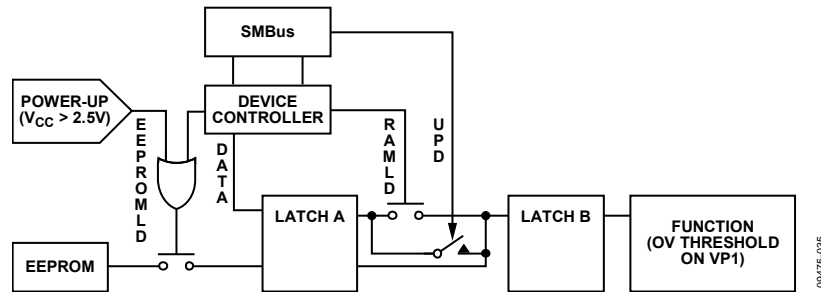 SMBus
POWER-UP
(VCC > 2.5V)
DEVICE
CONTROLLER
EEPROMLD
DATA
RAMLD
UPD
LATCH A
LATCH B
FUNCTION
(OV THRESHOLD
ON VP1)
EEPROM
09475-035